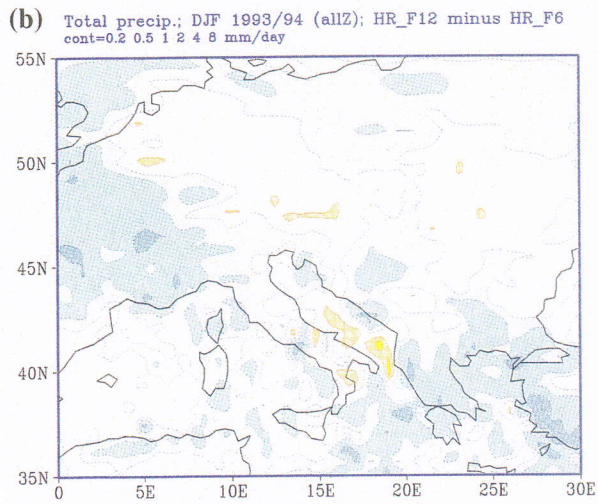 (b) Total precip.; DJF 1993/94 (allZ); HR_F12 minus HR_F6
cont=0.2 0.5 1 2 4 8 mm/day
55N
50N
45N
40N
35N
0 5E 10E 15E 20E 25E 30E